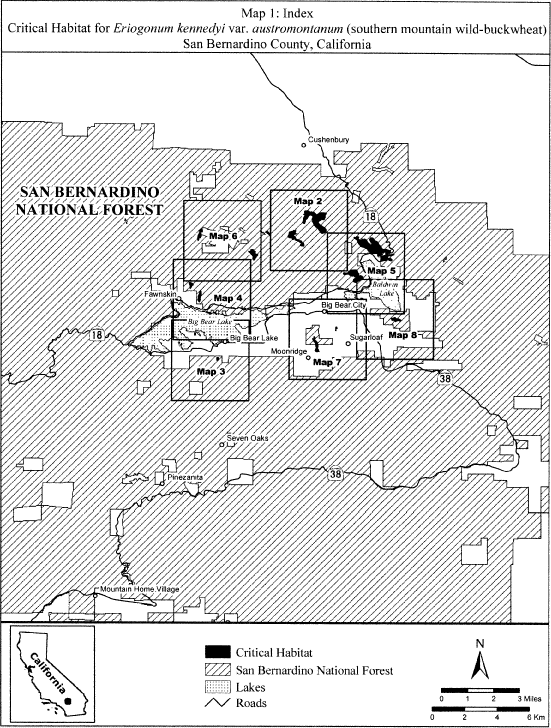 Map 1: Index
Critical Habitat for Eriogonum kennedyi var. austromontanum (southern mountain wild-buckwheat)
San Bernardino County, California
Cushenbury
SAN BERNARDINO
NATIONAL FOREST
Map 2
18
Map 6
Map 5
Baldwin
Lake
Fawnskin
Map 4
Big Bear City
Big Bear Lake
18
Big Bear Lake
Sugarloaf
Map 8
Moonridge
Map 7
Map 3
38
Seven Oaks
38
Pinezanita
Mountain Home Village
California
Critical Habitat
San Bernardino National Forest
Lakes
Roads
N
0 1 2 3 Miles
0 2 4 6 Km